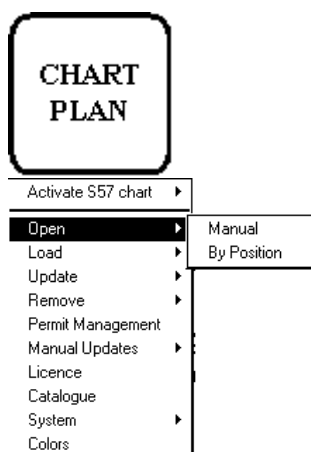 CHART
PLAN
Activate S57 chart
Open
Manual
Load
By Position
Update
Remove
Permit Management
Manual Updates
Licence
Catalogue
System
Colors